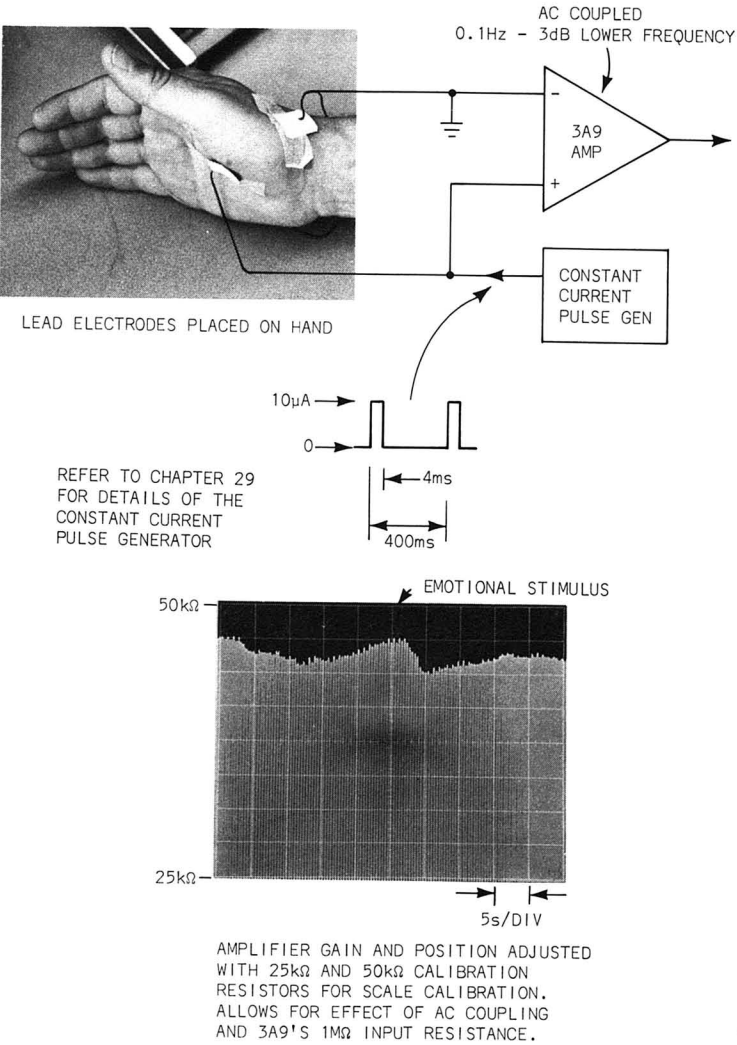 AC COUPLED
0.1Hz - 3dB LOWER FREQUENCY
-
3A9
AMP
+
CONSTANT
CURRENT
PULSE GEN
LEAD ELECTRODES PLACED ON HAND
10µA
0
4ms
400ms
REFER TO CHAPTER 29
FOR DETAILS OF THE
CONSTANT CURRENT
PULSE GENERATOR
EMOTIONAL STIMULUS
50kΩ
25kΩ
5s/DIV
AMPLIFIER GAIN AND POSITION ADJUSTED
WITH 25kΩ AND 50kΩ CALIBRATION
RESISTORS FOR SCALE CALIBRATION.
ALLOWS FOR EFFECT OF AC COUPLING
AND 3A9'S 1MΩ INPUT RESISTANCE.